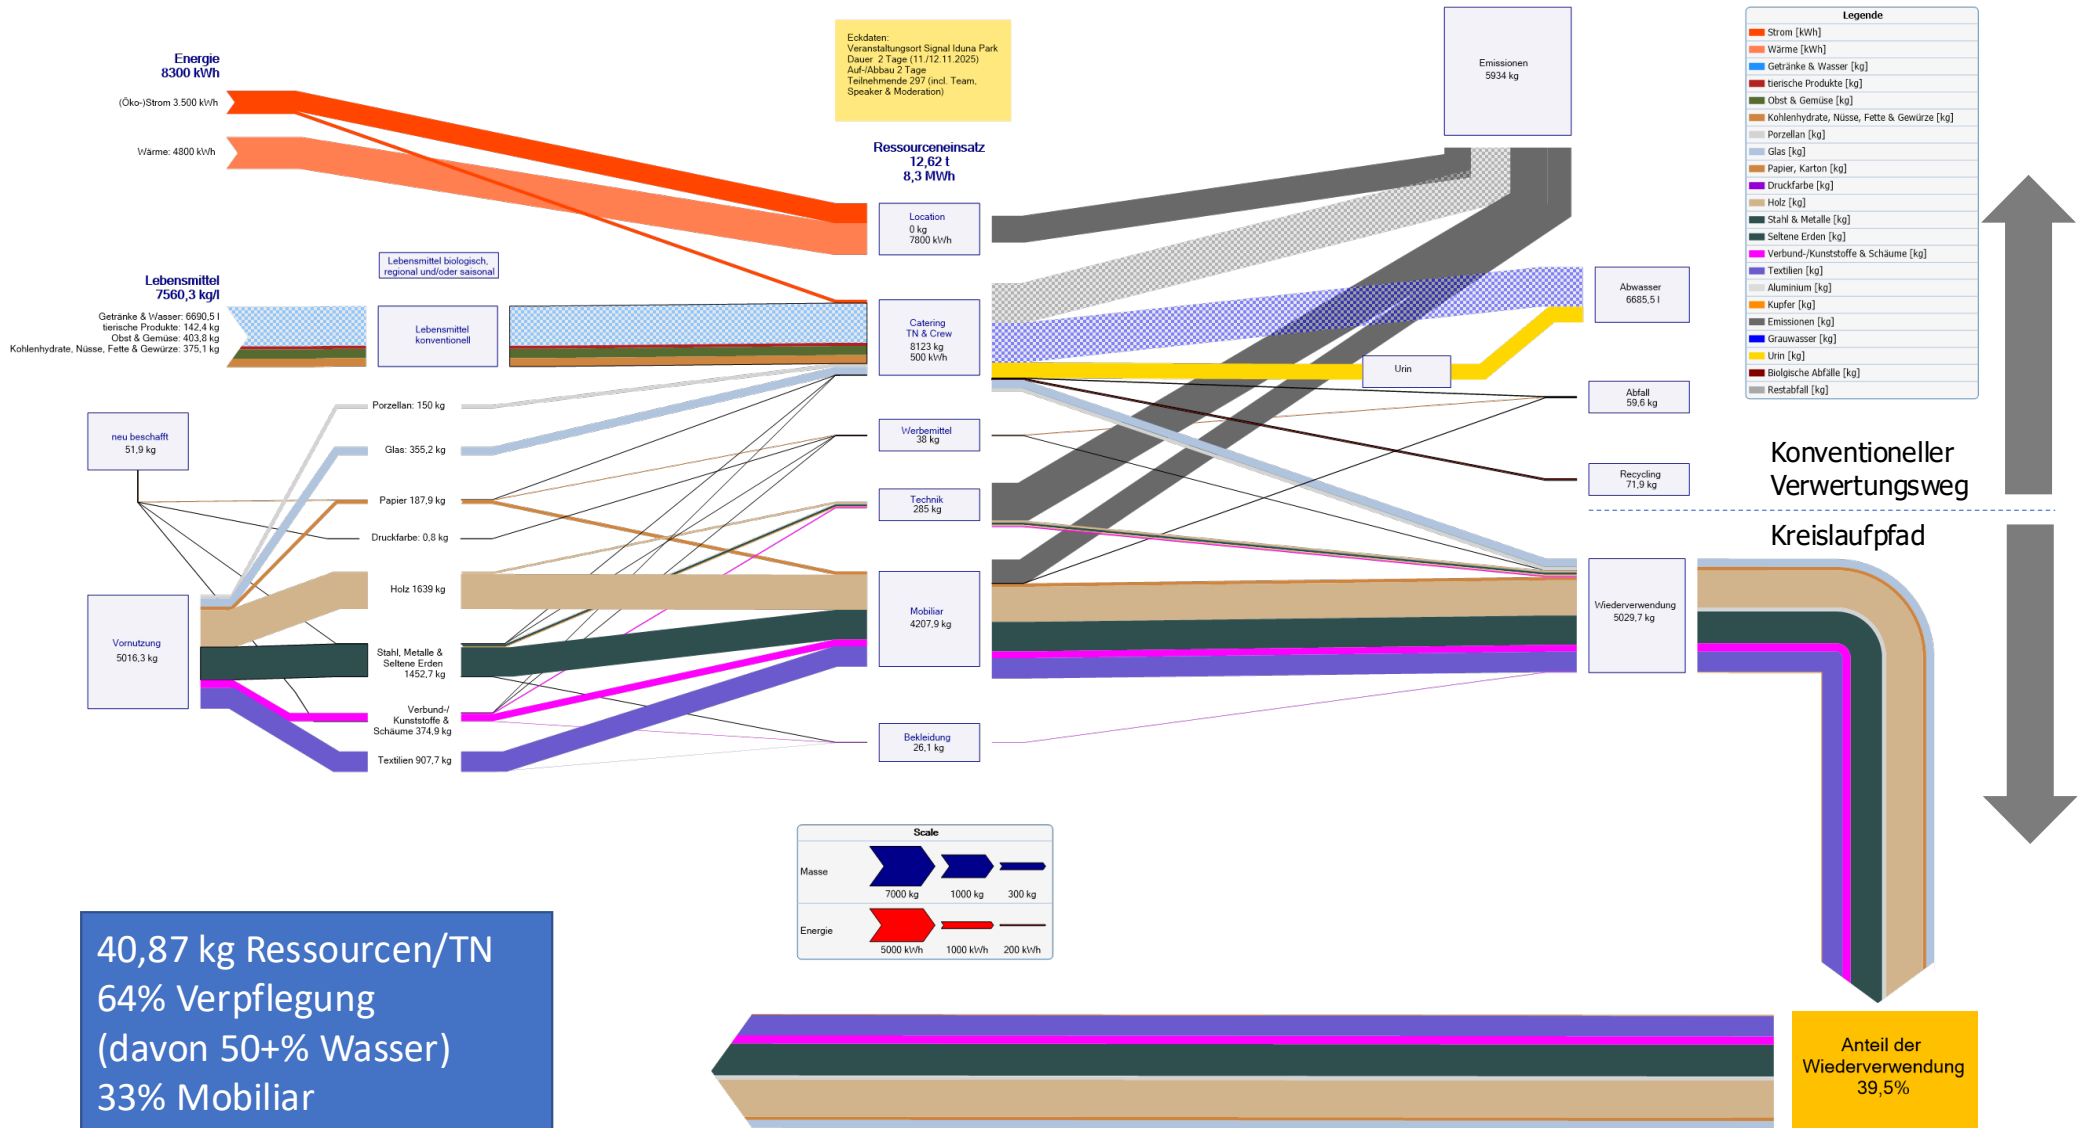 Energie
8300 kWh
(Öko-)Strom 3.500 kWh
Wärme: 4800 kWh
Lebensmittel
7560,3 kg/l
Getränke & Wasser: 6690,5 l
tierische Produkte: 142,4 kg
Obst & Gemüse: 403,8 kg
Kohlenhydrate, Nüsse, Fette & Gewürze: 375,1 kg
Lebensmittel biologisch,
regional und/oder saisonal
Lebensmittel
konventionell
neu beschafft
51,9 kg
Vornutzung
5016,3 kg
Porzellan: 150 kg
Glas: 355,2 kg
Papier 187,9 kg
Druckfarbe: 0,8 kg
Holz 1639 kg
Stahl, Metalle &
Seltene Erden
1452,7 kg
Verbund-/
Kunststoffe &
Schäume 374,9 kg
Textilien 907,7 kg
Eckdaten:
Veranstaltungsort Signal Iduna Park
Dauer 2 Tage (11./12.11.2025)
Auf-/Abbau 2 Tage
Teilnehmende 297 (incl. Team,
Speaker & Moderation)
Ressourceneinsatz
12,62 t
8,3 MWh
Location
0 kg
7800 kWh
Catering
TN & Crew
8123 kg
500 kWh
Werbemittel
38 kg
Technik
285 kg
Mobiliar
4207,9 kg
Bekleidung
26,1 kg
Emissionen
5934 kg
Urin
Abwasser
6685,5 l
Abfall
59,6 kg
Recycling
71,9 kg
Wiederverwendung
5029,7 kg
Legende
Strom [kWh]
Wärme [kWh]
Getränke & Wasser [kg]
tierische Produkte [kg]
Obst & Gemüse [kg]
Kohlenhydrate, Nüsse, Fette & Gewürze [kg]
Porzellan [kg]
Glas [kg]
Papier, Karton [kg]
Druckfarbe [kg]
Holz [kg]
Stahl & Metalle [kg]
Seltene Erden [kg]
Verbund-/Kunststoffe & Schäume [kg]
Textilien [kg]
Aluminium [kg]
Kupfer [kg]
Emissionen [kg]
Grauwasser [kg]
Urin [kg]
Biolgische Abfälle [kg]
Restabfall [kg]
Konventioneller
Verwertungsweg
Kreislaufpfad
Scale
Masse
7000 kg 1000 kg 300 kg
Energie
5000 kWh 1000 kWh 200 kWh
40,87 kg Ressourcen/TN
64% Verpflegung
(davon 50+% Wasser)
33% Mobiliar
Anteil der
Wiederverwendung
39,5%